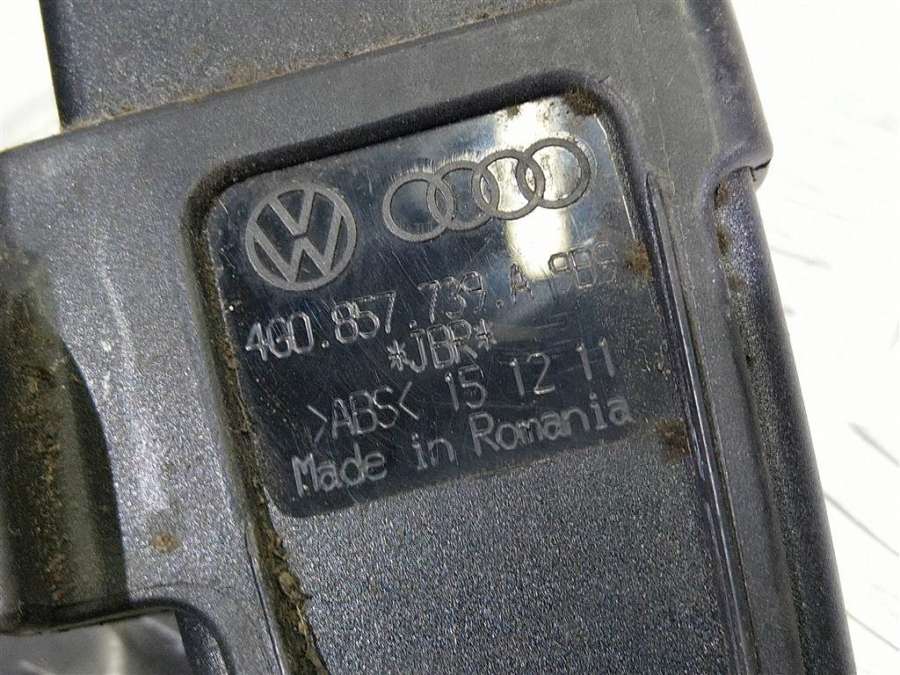 4G0.857.739.A
*JBR*
>ABS< 15 12 11
Made in Romania